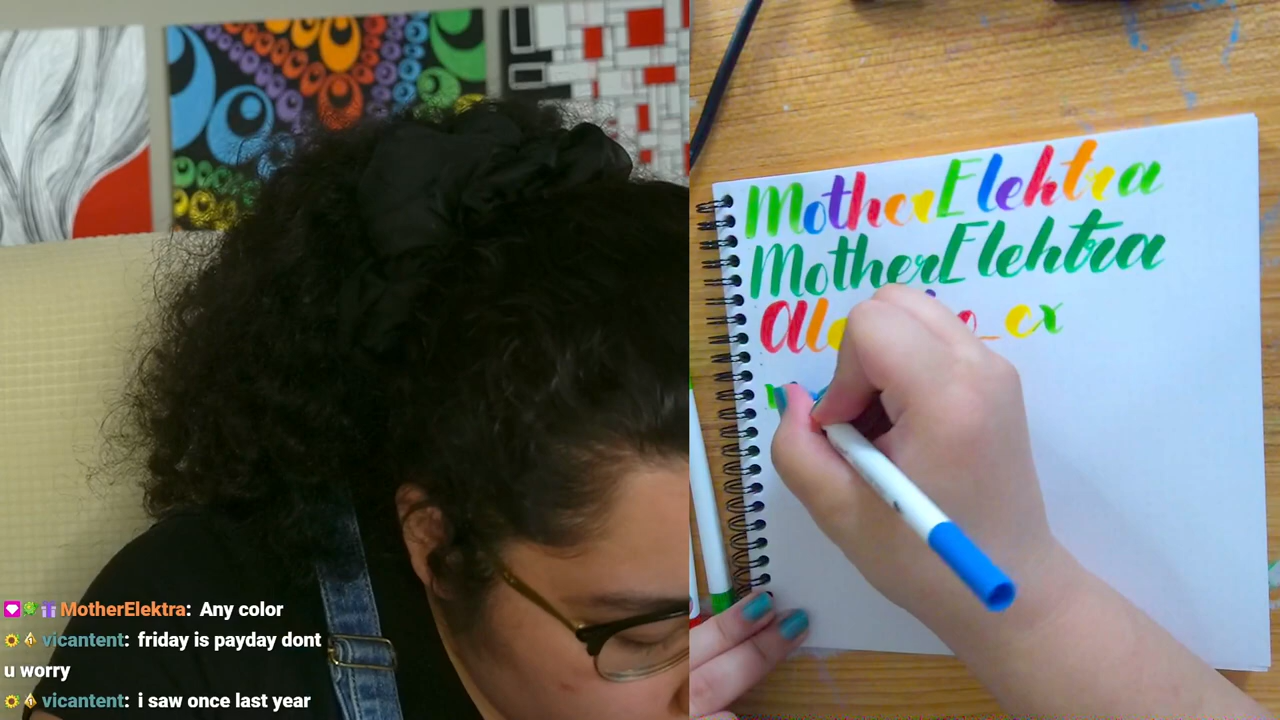 MotherElektra: Any color
vicantent: friday is payday dont
u worry
vicantent: i saw once last year
MotherElektra
MotherElektra